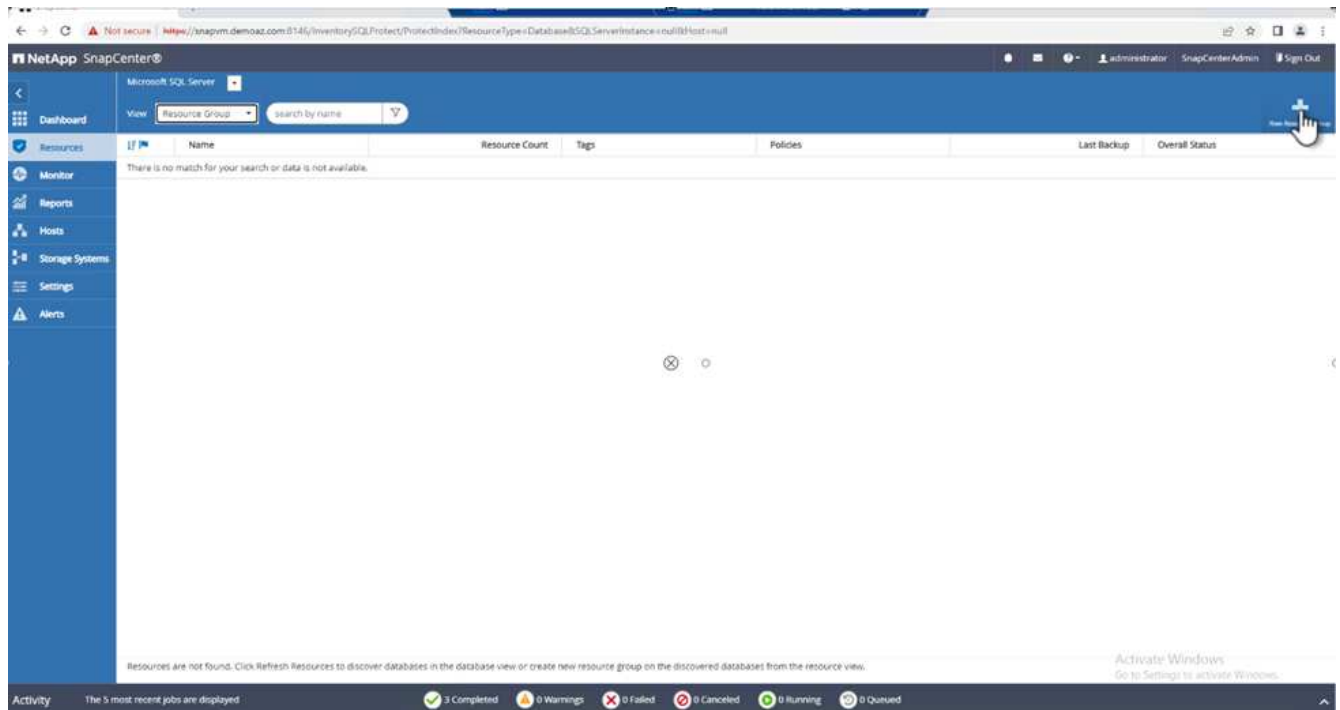 Not secure | https://snapvm.demoaz.com:8146/InventorySQLProtect/ProtectIndex?ResourceType=Database&SQLServerInstance=null&Host=null
NetApp SnapCenter®
administrator SnapCenterAdmin Sign Out
Microsoft SQL Server
View Resource Group search by name
Dashboard
Resources
Monitor
Reports
Hosts
Storage Systems
Settings
Alerts
Name Resource Count Tags Policies Last Backup Overall Status
There is no match for your search or data is not available.
Resources are not found. Click Refresh Resources to discover databases in the database view or create new resource group on the discovered databases from the resource view.
Activate Windows
Go to Settings to activate Windows.
Activity The 5 most recent jobs are displayed 3 Completed 0 Warnings 0 Failed 0 Canceled 0 Running 0 Queued